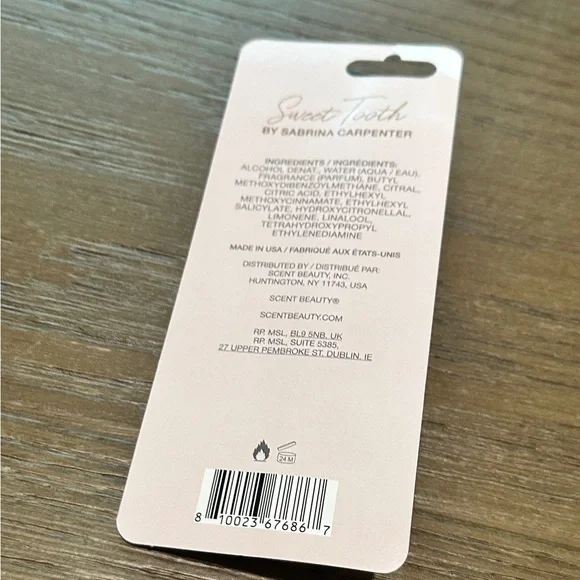 Sweet Tooth
BY SABRINA CARPENTER
INGREDIENTS / INGRÉDIENTS:
ALCOHOL DENAT., WATER (AQUA / EAU),
FRAGRANCE (PARFUM), BUTYL
METHOXYDIBENZOYLMETHANE, CITRAL,
CITRIC ACID, ETHYLHEXYL
METHOXYCINNAMATE, ETHYLHEXYL
SALICYLATE, HYDROXYCITRONELLAL,
LIMONENE, LINALOOL,
TETRAHYDROXYPROPYL
ETHYLENEDIAMINE
MADE IN USA / FABRIQUÉ AUX ÉTATS-UNIS
DISTRIBUTED BY / DISTRIBUÉ PAR:
SCENT BEAUTY, INC.
HUNTINGTON, NY 11743, USA
SCENT BEAUTY®
SCENTBEAUTY.COM
RP. MSL, BL9 5NB, UK
RP. MSL, SUITE 5385,
27 UPPER PEMBROKE ST. DUBLIN, IE
24 M
8 10023 67686 7